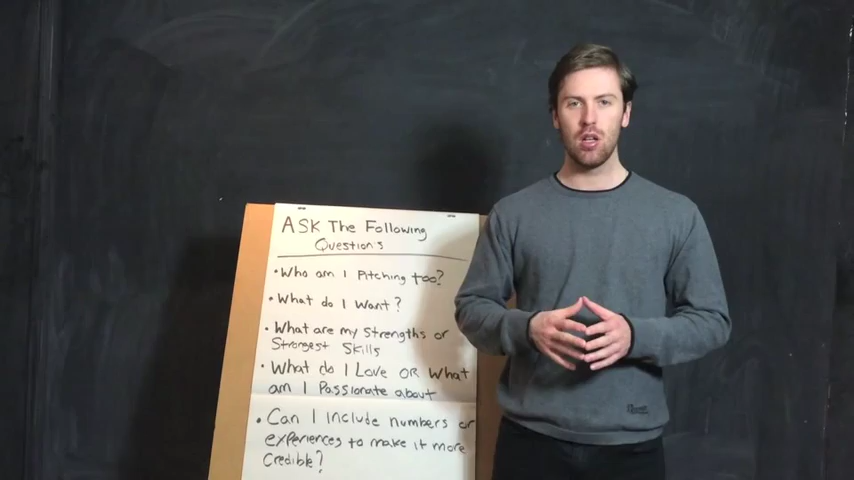 ASK The Following
Question's
• Who am I Pitching too?
• What do I Want?
• What are my Strengths or
Strongest Skills
• What do I Love OR What
am I Passionate about
• Can I include numbers or
experiences to make it more
Credible?